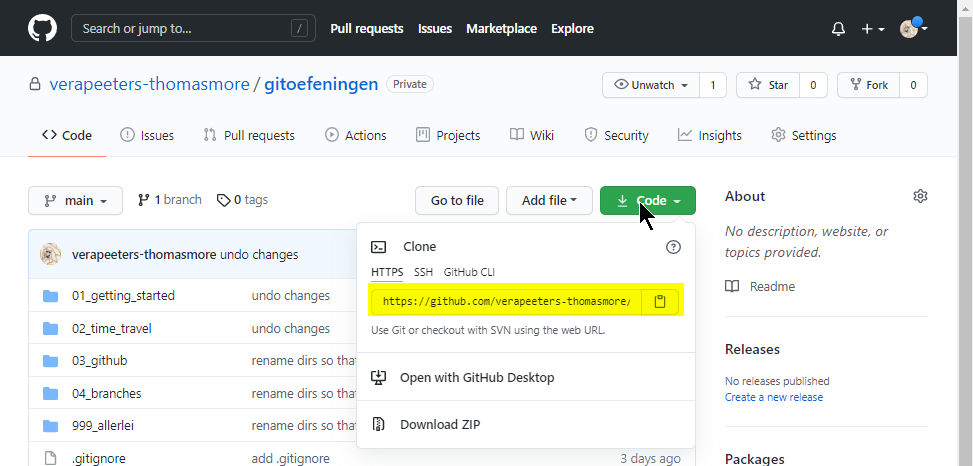 Search or jump to... /
Pull requests Issues Marketplace Explore
verapeeters-thomasmore / gitoefeningen Private
Unwatch 1 Star 0 Fork 0
Code Issues Pull requests Actions Projects Wiki Security Insights Settings
main 1 branch 0 tags Go to file Add file Code
verapeeters-thomasmore undo changes
01_getting_started undo changes
02_time_travel undo changes
03_github rename dirs so that
04_branches rename dirs so that
999_allerlei rename dirs so that
.gitignore add .gitignore 3 days ago
Clone
HTTPS SSH GitHub CLI
https://github.com/verapeeters-thomasmore/
Use Git or checkout with SVN using the web URL.
Open with GitHub Desktop
Download ZIP
About
No description, website, or
topics provided.
Readme
Releases
No releases published
Create a new release
Packages